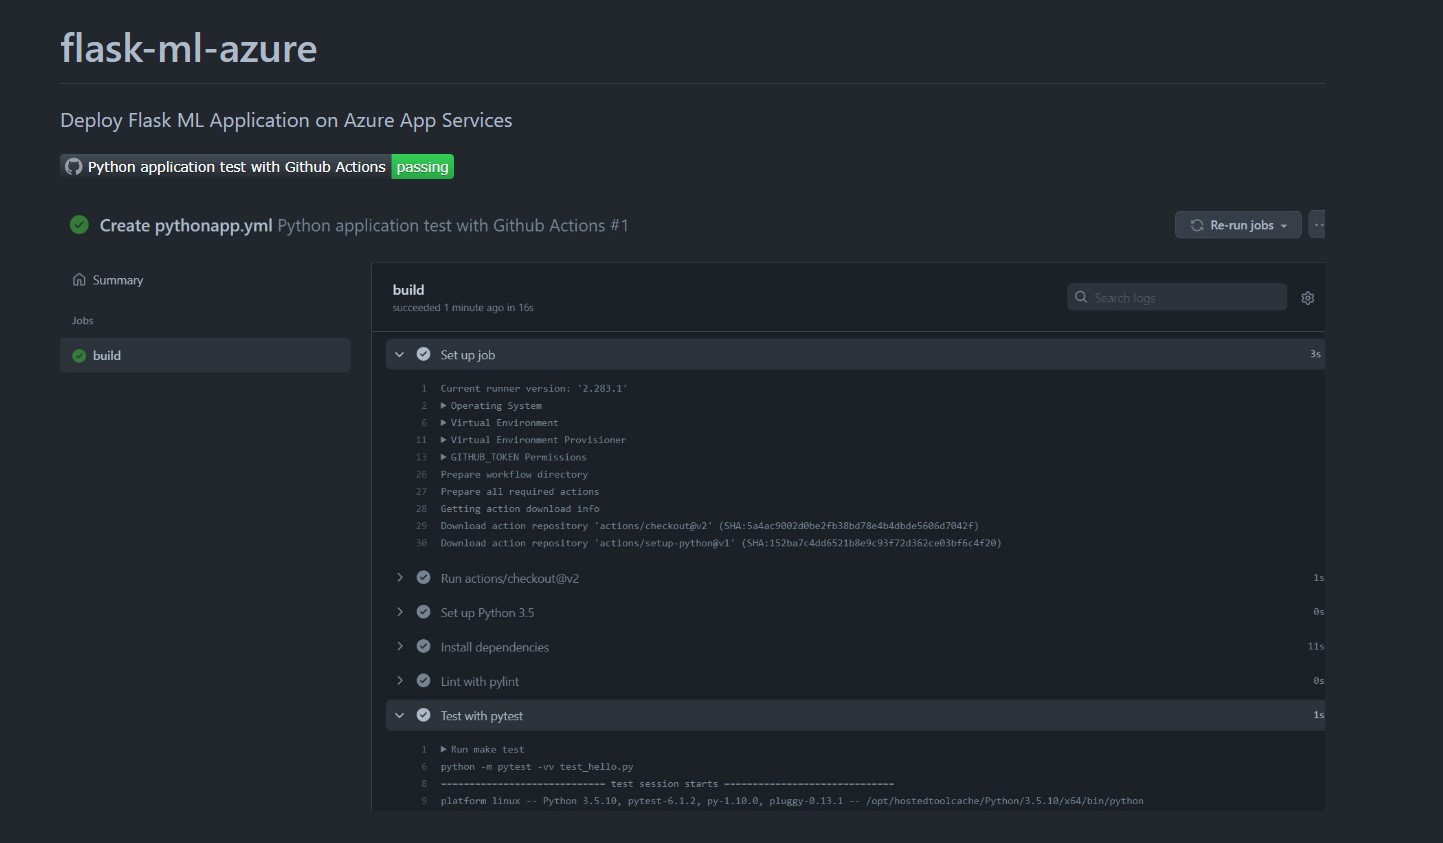 flask-ml-azure
Deploy Flask ML Application on Azure App Services
Python application test with Github Actions passing
Create pythonapp.yml Python application test with Github Actions #1
Re-run jobs
Summary
Jobs
build
build
succeeded 1 minute ago in 16s
Search logs
Set up job 3s
1 Current runner version: '2.283.1'
2 Operating System
6 Virtual Environment
11 Virtual Environment Provisioner
13 GITHUB_TOKEN Permissions
26 Prepare workflow directory
27 Prepare all required actions
28 Getting action download info
29 Download action repository 'actions/checkout@v2' (SHA:5a4ac9002d0be2fb38bd78e4b4dbde5606d7042f)
30 Download action repository 'actions/setup-python@v1' (SHA:152ba7c4dd6521b8e9c93f72d362ce03bf6c4f20)
Run actions/checkout@v2 1s
Set up Python 3.5 0s
Install dependencies 11s
Lint with pylint 0s
Test with pytest 1s
1 Run make test
6 python -m pytest -vv test_hello.py
8 ============================ test session starts =============================
9 platform linux -- Python 3.5.10, pytest-6.1.2, py-1.10.0, pluggy-0.13.1 -- /opt/hostedtoolcache/Python/3.5.10/x64/bin/python